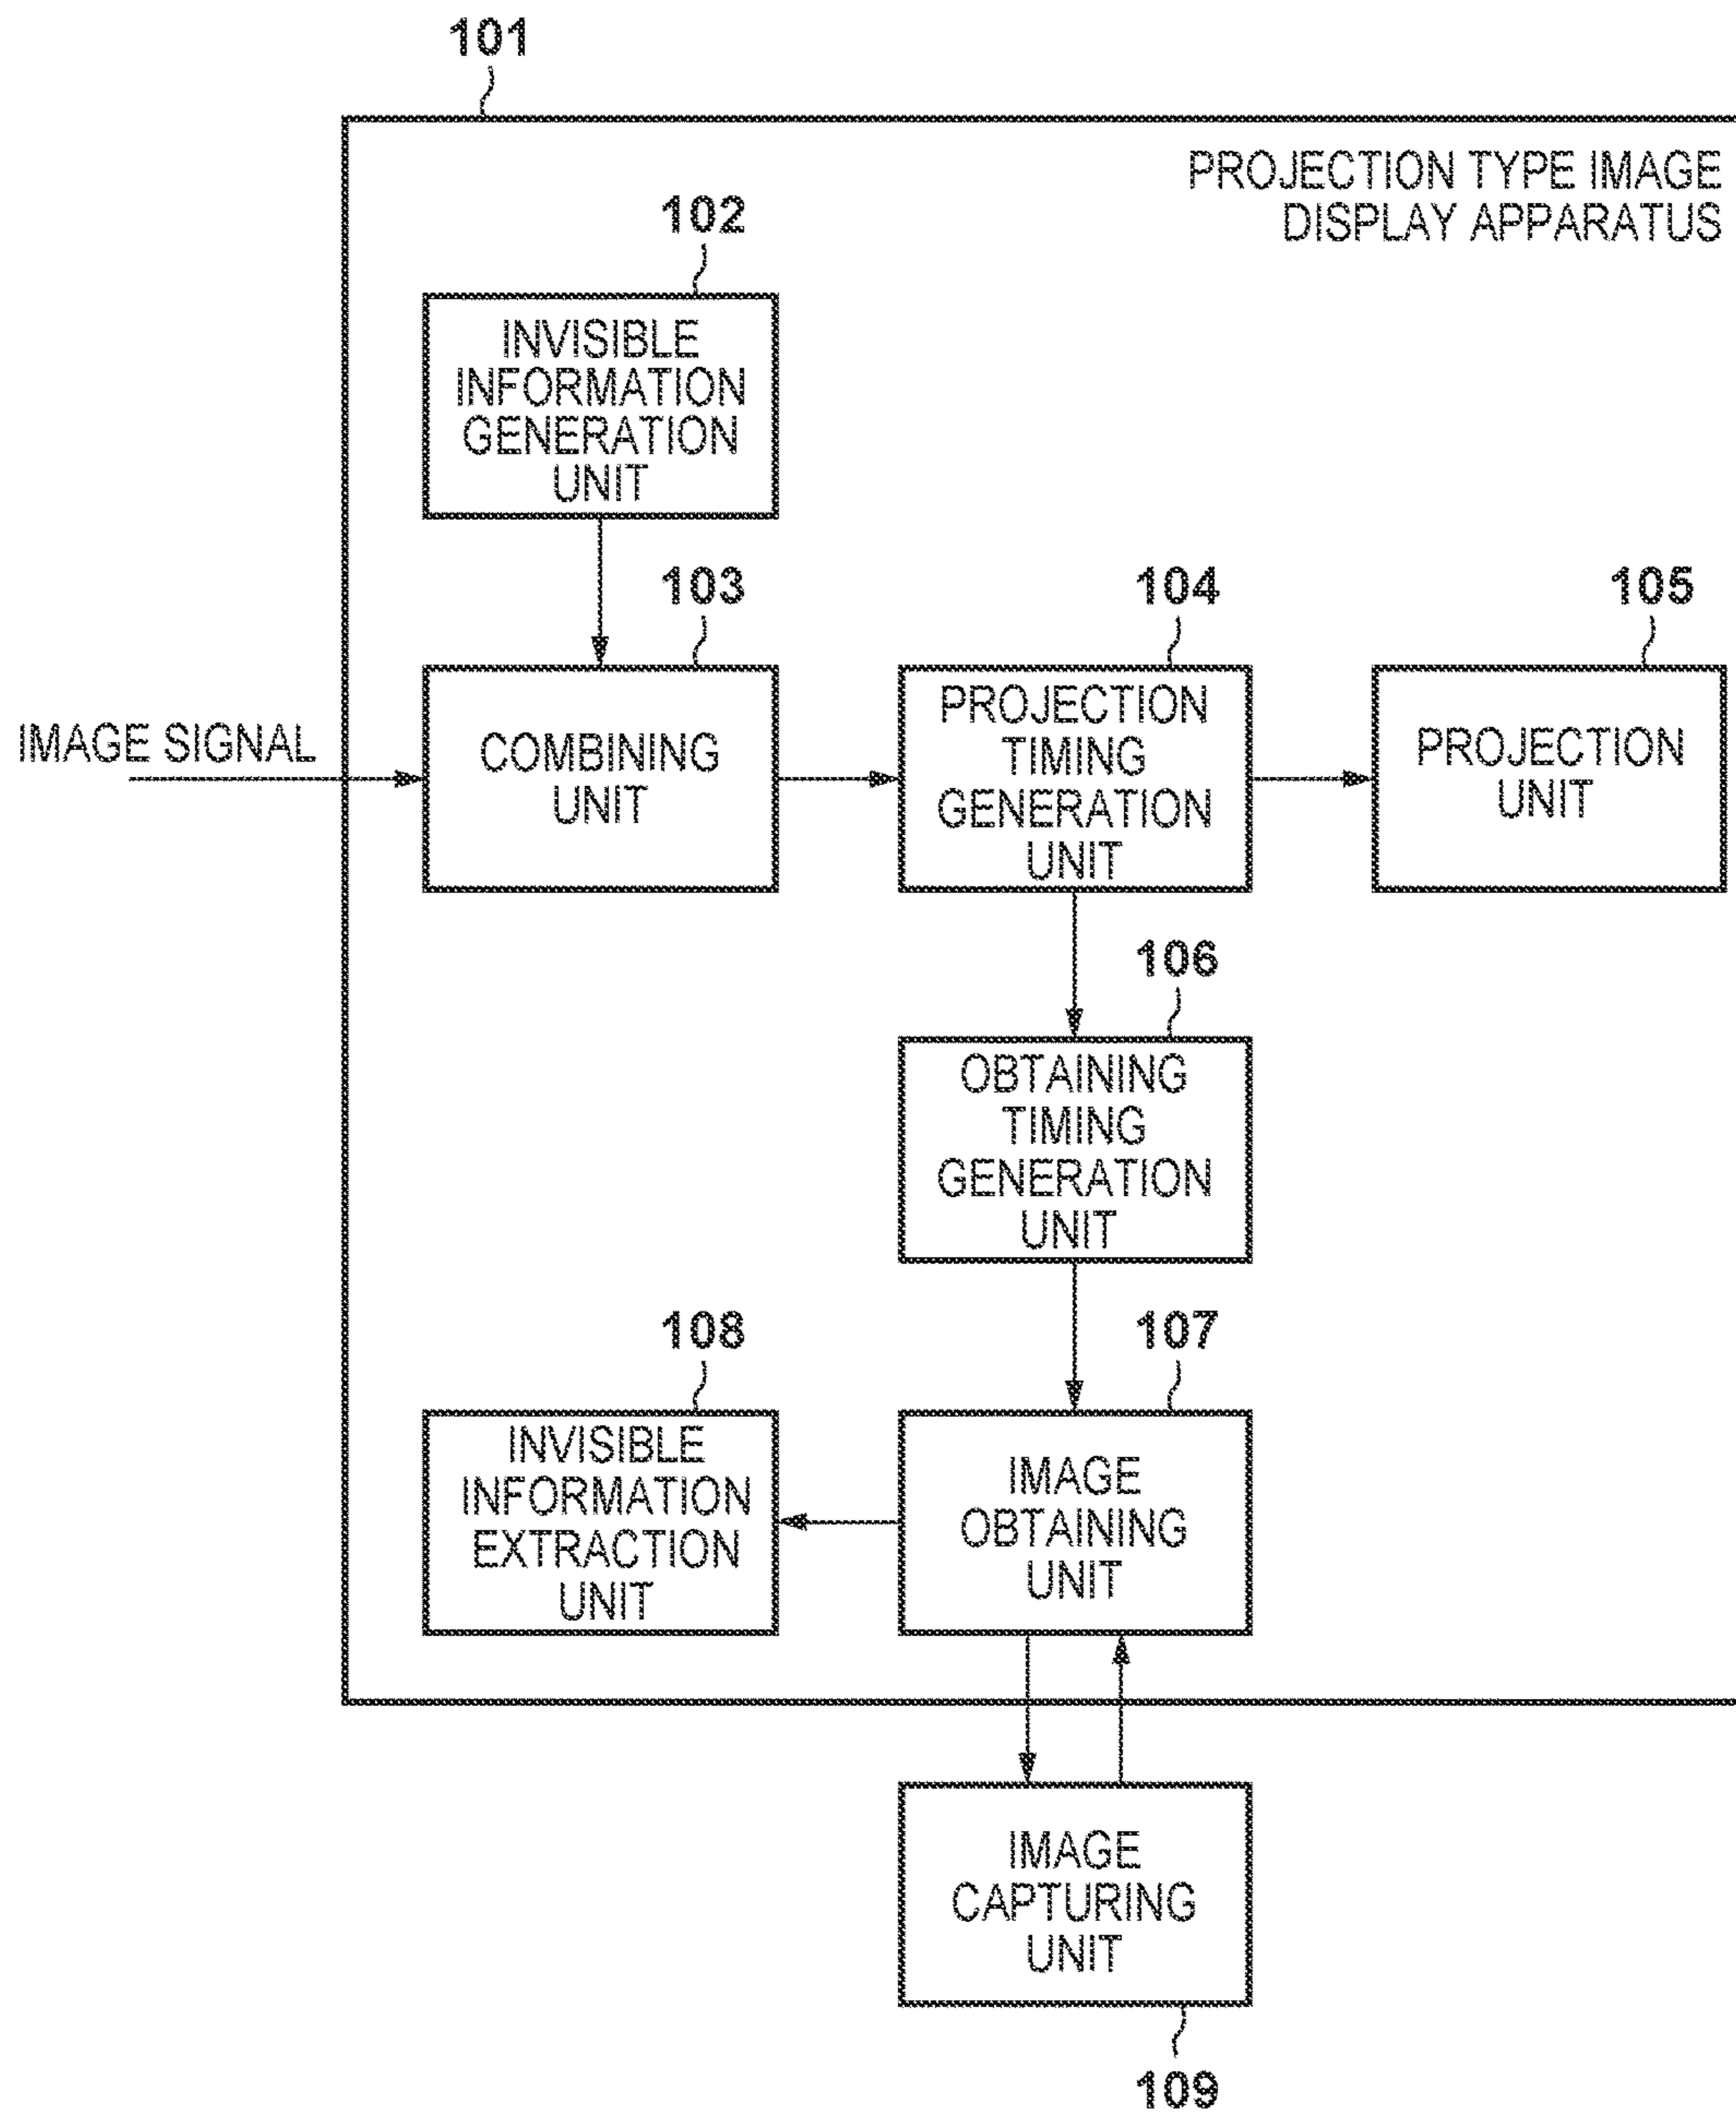 101
PROJECTION TYPE IMAGE
DISPLAY APPARATUS
102
INVISIBLE
INFORMATION
GENERATION
UNIT
103
104
105
IMAGE SIGNAL
COMBINING
UNIT
PROJECTION
TIMING
GENERATION
UNIT
PROJECTION
UNIT
106
OBTAINING
TIMING
GENERATION
UNIT
108
107
INVISIBLE
INFORMATION
EXTRACTION
UNIT
IMAGE
OBTAINING
UNIT
IMAGE
CAPTURING
UNIT
109